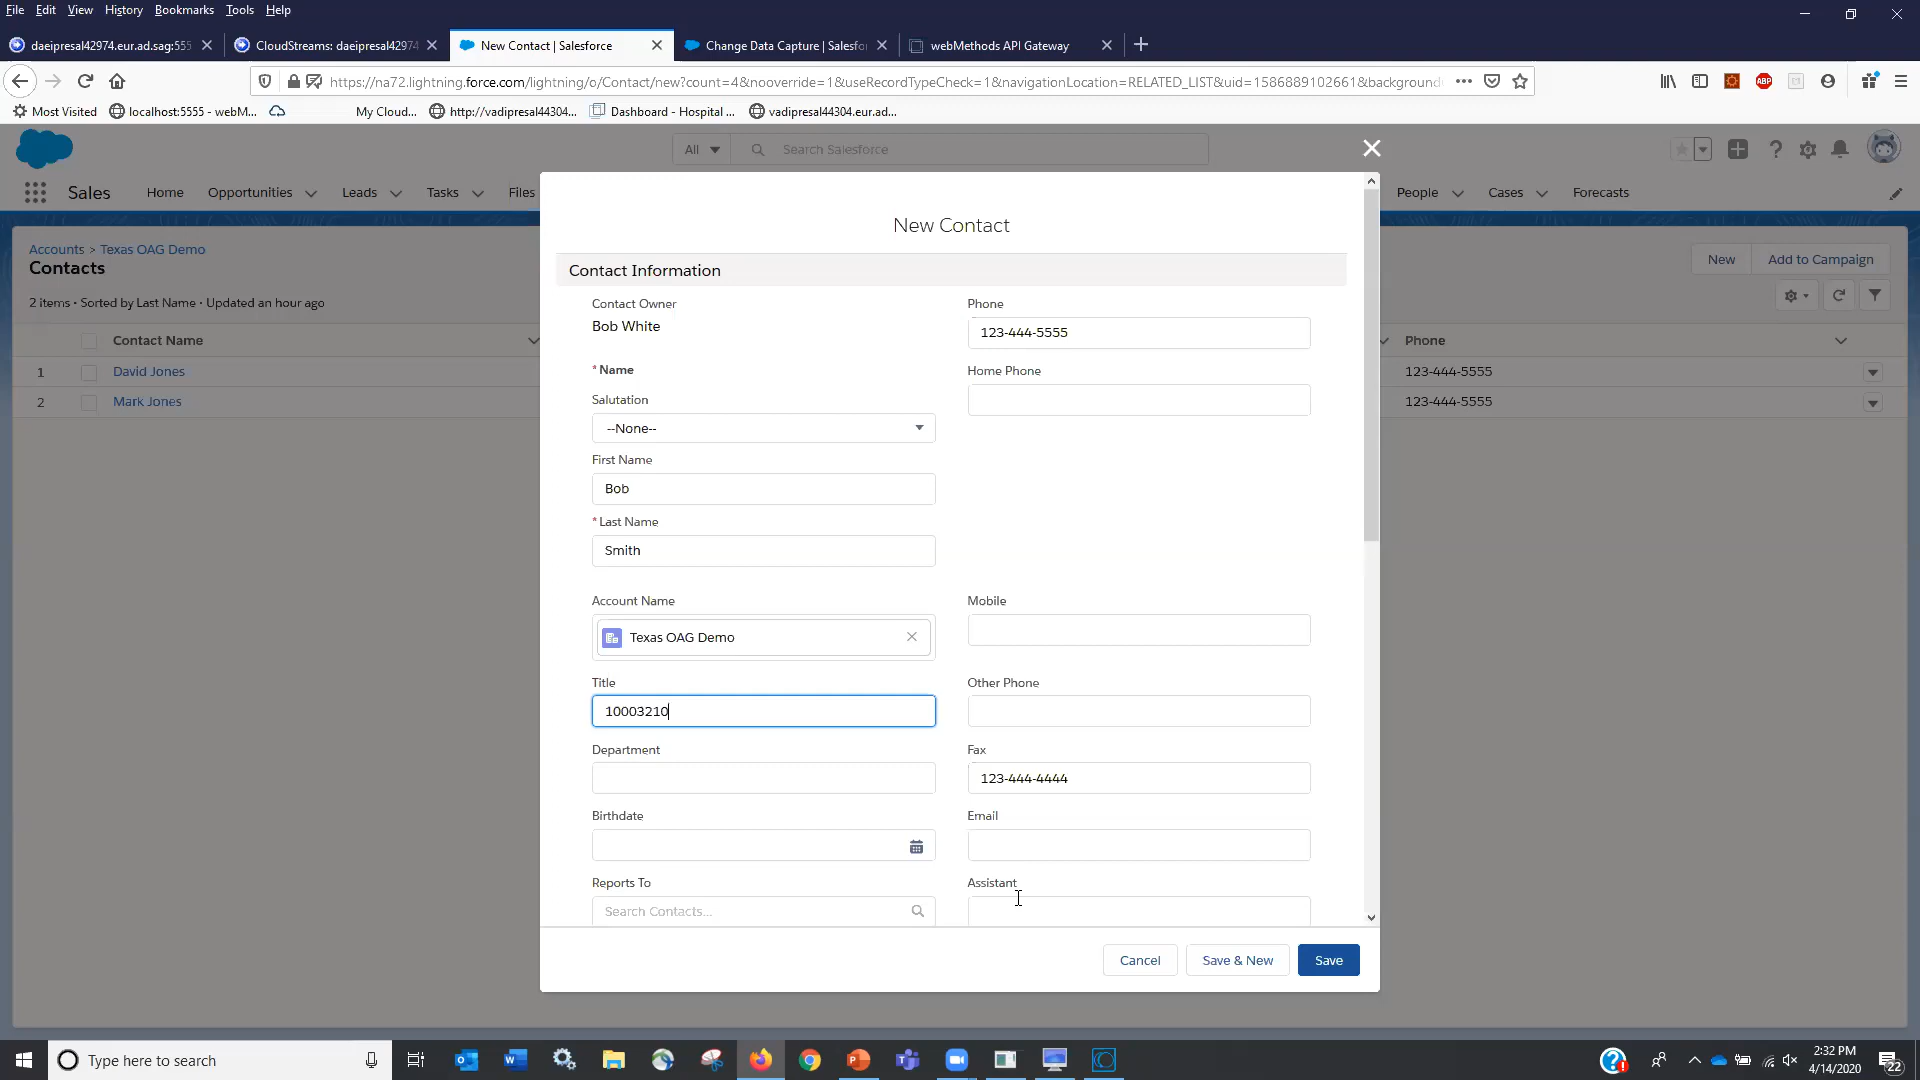 File Edit View History Bookmarks Tools Help
daeipresal42974.eur.ad.sag:555
CloudStreams: daeipresal42974
New Contact | Salesforce
Change Data Capture | Salesfo
webMethods API Gateway
https://na72.lightning.force.com/lightning/o/Contact/new?count=4&nooverride=1&useRecordTypeCheck=1&navigationLocation=RELATED_LIST&uid=1586889102661&background
Most Visited
localhost:5555 - webM...
My Cloud...
http://vadipresal44304...
Dashboard - Hospital ...
vadipresal44304.eur.ad...
ABP
All
Search Salesforce
Sales
Home
Opportunities
Leads
Tasks
Files
People
Cases
Forecasts
Accounts > Texas OAG Demo
Contacts
2 items • Sorted by Last Name • Updated an hour ago
New
Add to Campaign
Contact Name
Phone
1 David Jones 123-444-5555
2 Mark Jones 123-444-5555
New Contact
Contact Information
Contact Owner
Bob White
Phone
123-444-5555
* Name
Home Phone
Salutation
--None--
First Name
Bob
* Last Name
Smith
Account Name
Texas OAG Demo
Mobile
Title
10003210
Other Phone
Department
Fax
123-444-4444
Birthdate
Email
Reports To
Search Contacts...
Assistant
Cancel
Save & New
Save
Type here to search
2:32 PM
4/14/2020
22